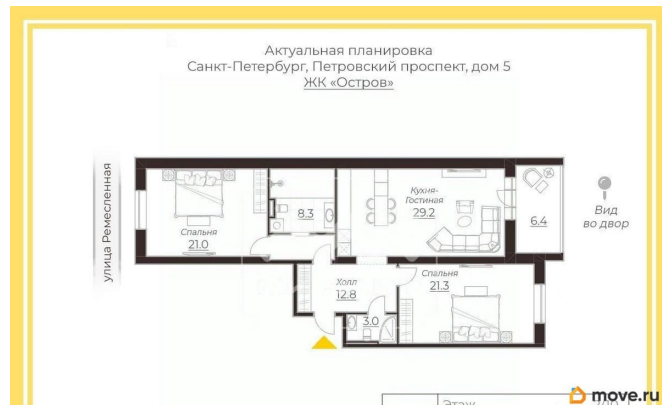 Актуальная планировка
Санкт-Петербург, Петровский проспект, дом 5
ЖК «Остров»
улица Ремесленная
Спальня
21.0
8.3
Кухня-
Гостиная
29.2
6.4
Вид
во двор
Холл
12.8
Спальня
21.3
3.0
Этаж
move.ru